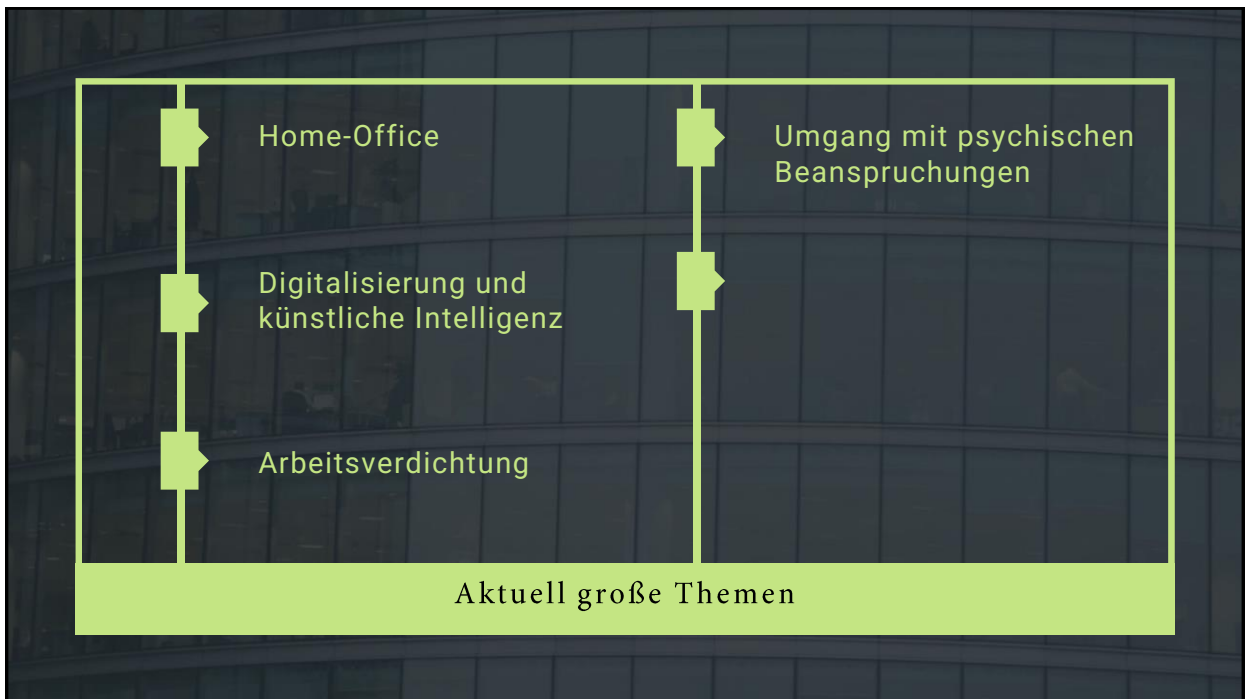 Home-Office
Digitalisierung und
künstliche Intelligenz
Arbeitsverdichtung
Umgang mit psychischen
Beanspruchungen
Aktuell große Themen